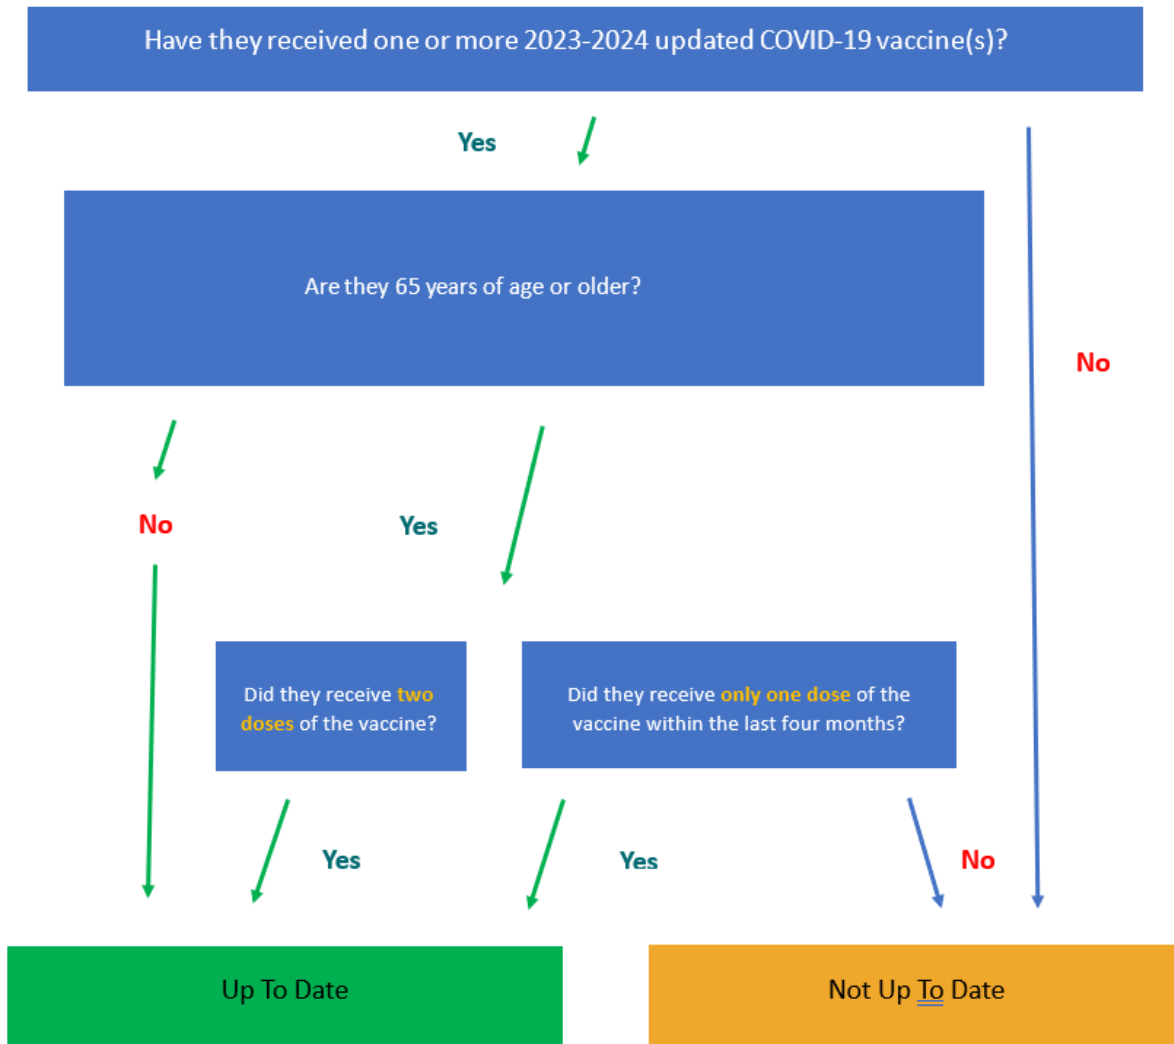 Have they received one or more 2023-2024 updated COVID-19 vaccine(s)?
Yes
Are they 65 years of age or older?
No
No
Yes
Did they receive two
doses of the vaccine?
Did they receive only one dose of the
vaccine within the last four months?
Yes
Yes
No
Up To Date
Not Up To Date